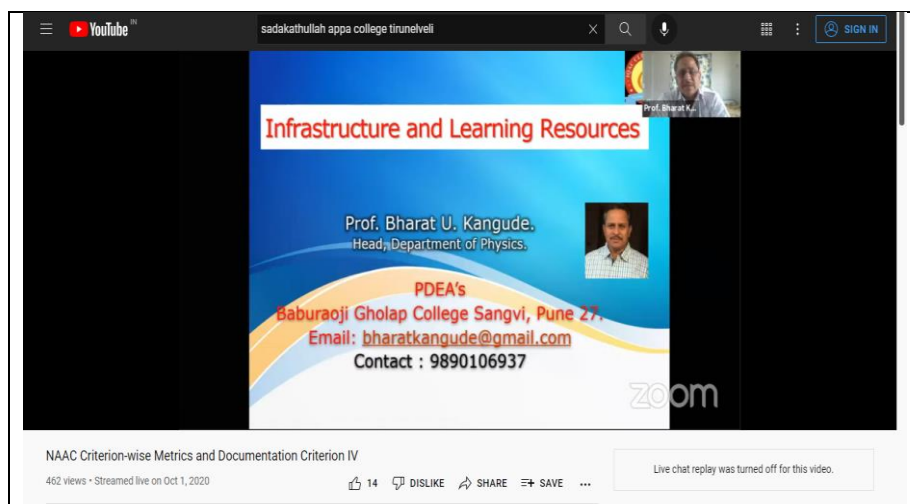 YouTube IN
sadakathullah appa college tirunelveli
SIGN IN
Prof. Bharat K...
Infrastructure and Learning Resources
Prof. Bharat U. Kangude.
Head, Department of Physics.
PDEA's
Baburaoji Gholap College Sangvi, Pune 27.
Email: bharatkangude@gmail.com
Contact : 9890106937
zoom
NAAC Criterion-wise Metrics and Documentation Criterion IV
462 views • Streamed live on Oct 1, 2020
14 DISLIKE SHARE SAVE ...
Live chat replay was turned off for this video.